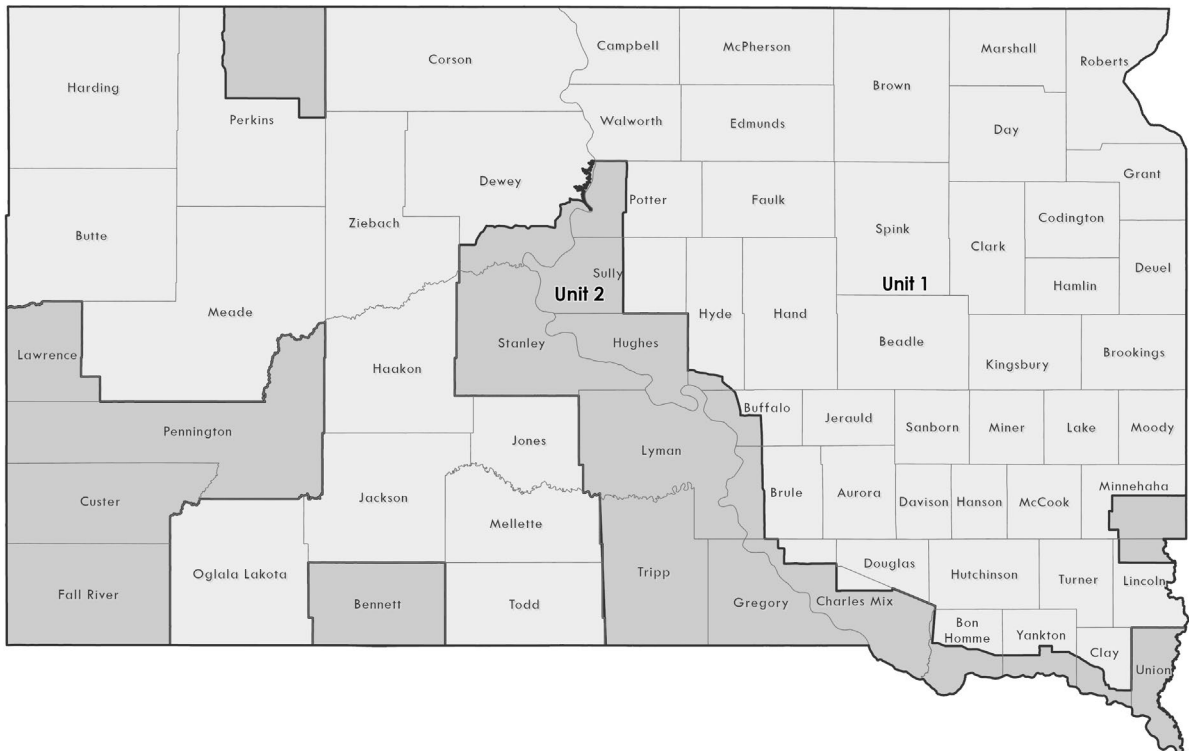 Campbell
McPherson
Marshall
Roberts
Corson
Harding
Brown
Perkins
Walworth
Edmunds
Day
Grant
Dewey
Potter
Faulk
Codington
Ziebach
Spink
Butte
Clark
Deuel
Sully
Unit 1
Hamlin
Unit 2
Meade
Hyde
Hand
Beadle
Stanley
Hughes
Lawrence
Brookings
Kingsbury
Haakon
Buffalo
Jerauld
Sanborn
Miner
Lake
Moody
Pennington
Jones
Lyman
Minnehaha
Brule
Aurora
Jackson
Custer
Davison
Hanson
McCook
Mellette
Douglas
Tripp
Oglala Lakota
Hutchinson
Turner
Lincoln
Fall River
Bennett
Todd
Gregory
Charles Mix
Bon
Homme
Yankton
Clay
Union